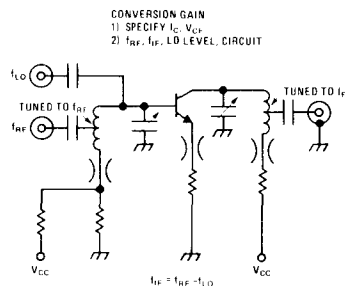 CONVERSION GAIN
1) SPECIFY IC, VCE
2) fRF, fIF, LO LEVEL, CIRCUIT
fLO
TUNED TO fRF
fRF
TUNED TO fIF
VCC
VCC
fIF = fRF - fLO